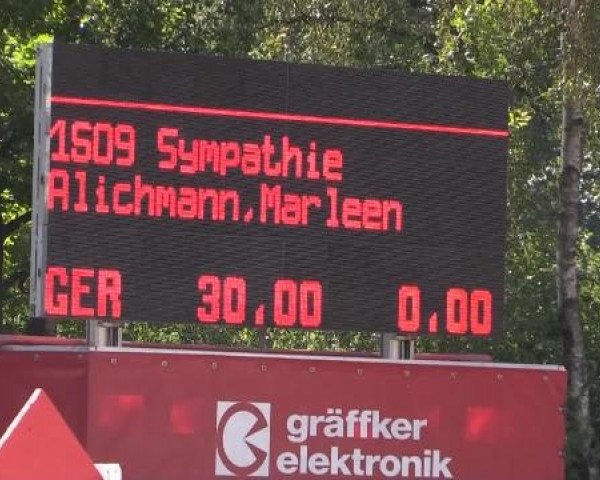 1509 Sympathie
Alichmann,Marleen
GER 30.00 0.00
gräffker
elektronik